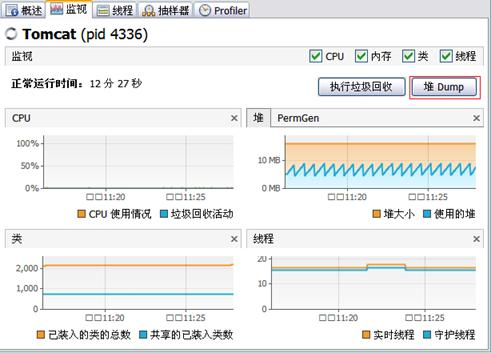 概述 监视 线程 抽样器 Profiler
Tomcat (pid 4336)
监视 CPU 内存 类 线程
正常运行时间： 12 分 27 秒 执行垃圾回收 堆 Dump
CPU
100%
50%
0%
11:20 11:25
CPU 使用情况 垃圾回收活动
堆 PermGen
10 MB
0 MB
11:20 11:25
堆大小 使用的堆
类
2,000
1,000
0
11:20 11:25
已装入的类的总数 共享的已装入类数
线程
20
10
0
11:20 11:25
实时线程 守护线程